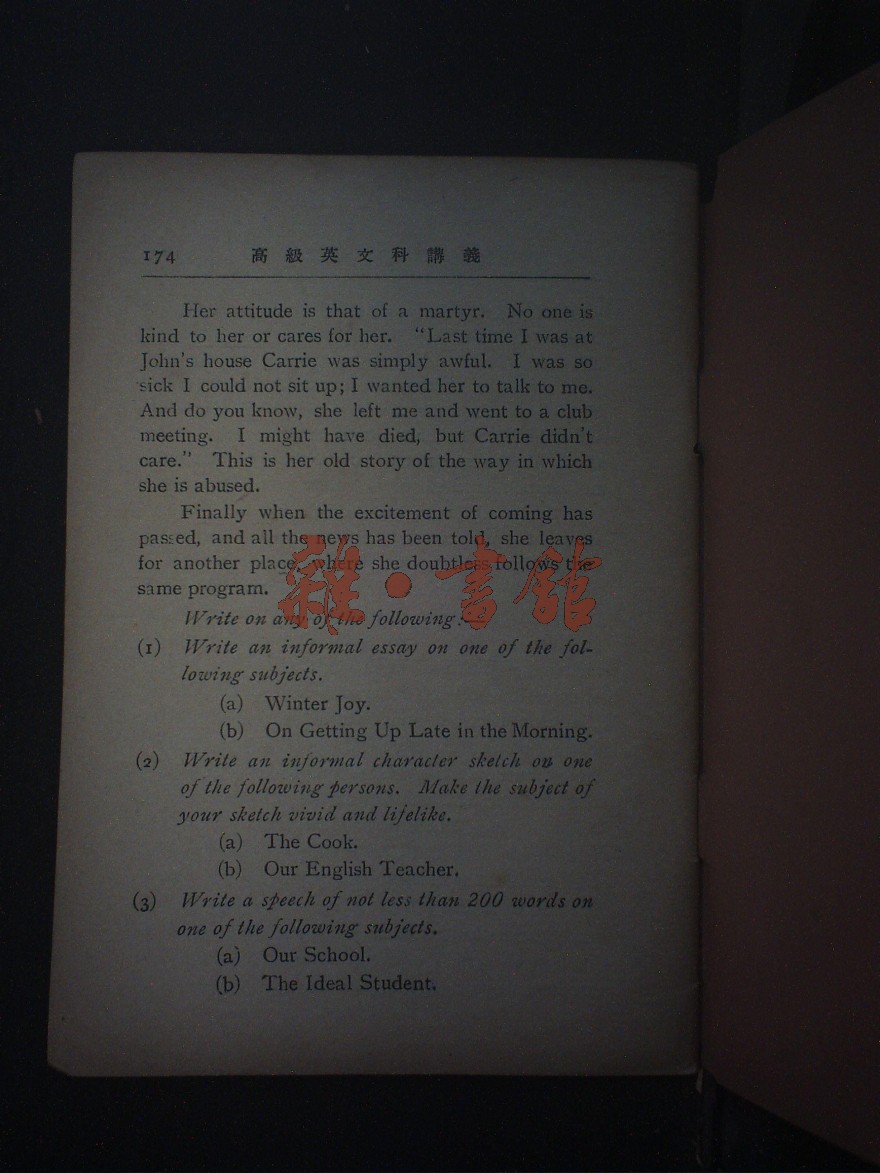 174 高級英文科講義
Her attitude is that of a martyr. No one is
kind to her or cares for her. "Last time I was at
John's house Carrie was simply awful. I was so
sick I could not sit up; I wanted her to talk to me.
And do you know, she left me and went to a club
meeting. I might have died, but Carrie didn't
care." This is her old story of the way in which
she is abused.
Finally when the excitement of coming has
passed, and all the news has been told, she leaves
for another place, where she doubtless follows the
same program.
雜·書館
Write on any of the following:—
(1) Write an informal essay on one of the fol-
lowing subjects.
(a) Winter Joy.
(b) On Getting Up Late in the Morning.
(2) Write an informal character sketch on one
of the following persons. Make the subject of
your sketch vivid and lifelike.
(a) The Cook.
(b) Our English Teacher.
(3) Write a speech of not less than 200 words on
one of the following subjects.
(a) Our School.
(b) The Ideal Student.